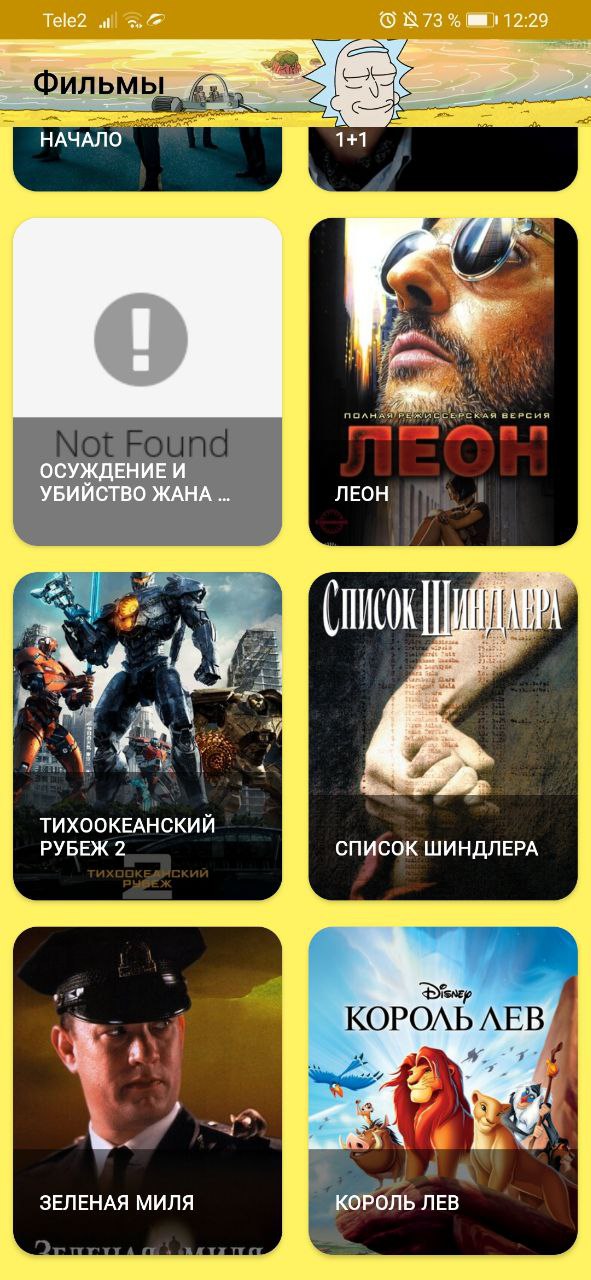 Tele2 73 % 12:29
Фильмы
НАЧАЛО
1+1
Not Found
ОСУЖДЕНИЕ И
УБИЙСТВО ЖАНА ...
ПОЛНАЯ РЕЖИССЕРСКАЯ ВЕРСИЯ
ЛЕОН
ЛЕОН
ТИХООКЕАНСКИЙ
РУБЕЖ 2
2
ТИХООКЕАНСКИЙ
РУБЕЖ
СПИСОК ШИНДЛЕРА
СПИСОК ШИНДЛЕРА
ЗЕЛЕНАЯ МИЛЯ
ЗЕЛЕНАЯ МИЛЯ
Disney
КОРОЛЬ ЛЕВ
КОРОЛЬ ЛЕВ